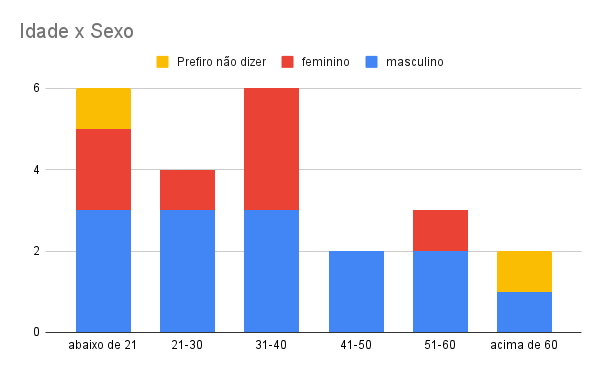 Idade x Sexo
Prefiro não dizer feminino masculino
6
4
2
0
abaixo de 21 21-30 31-40 41-50 51-60 acima de 60